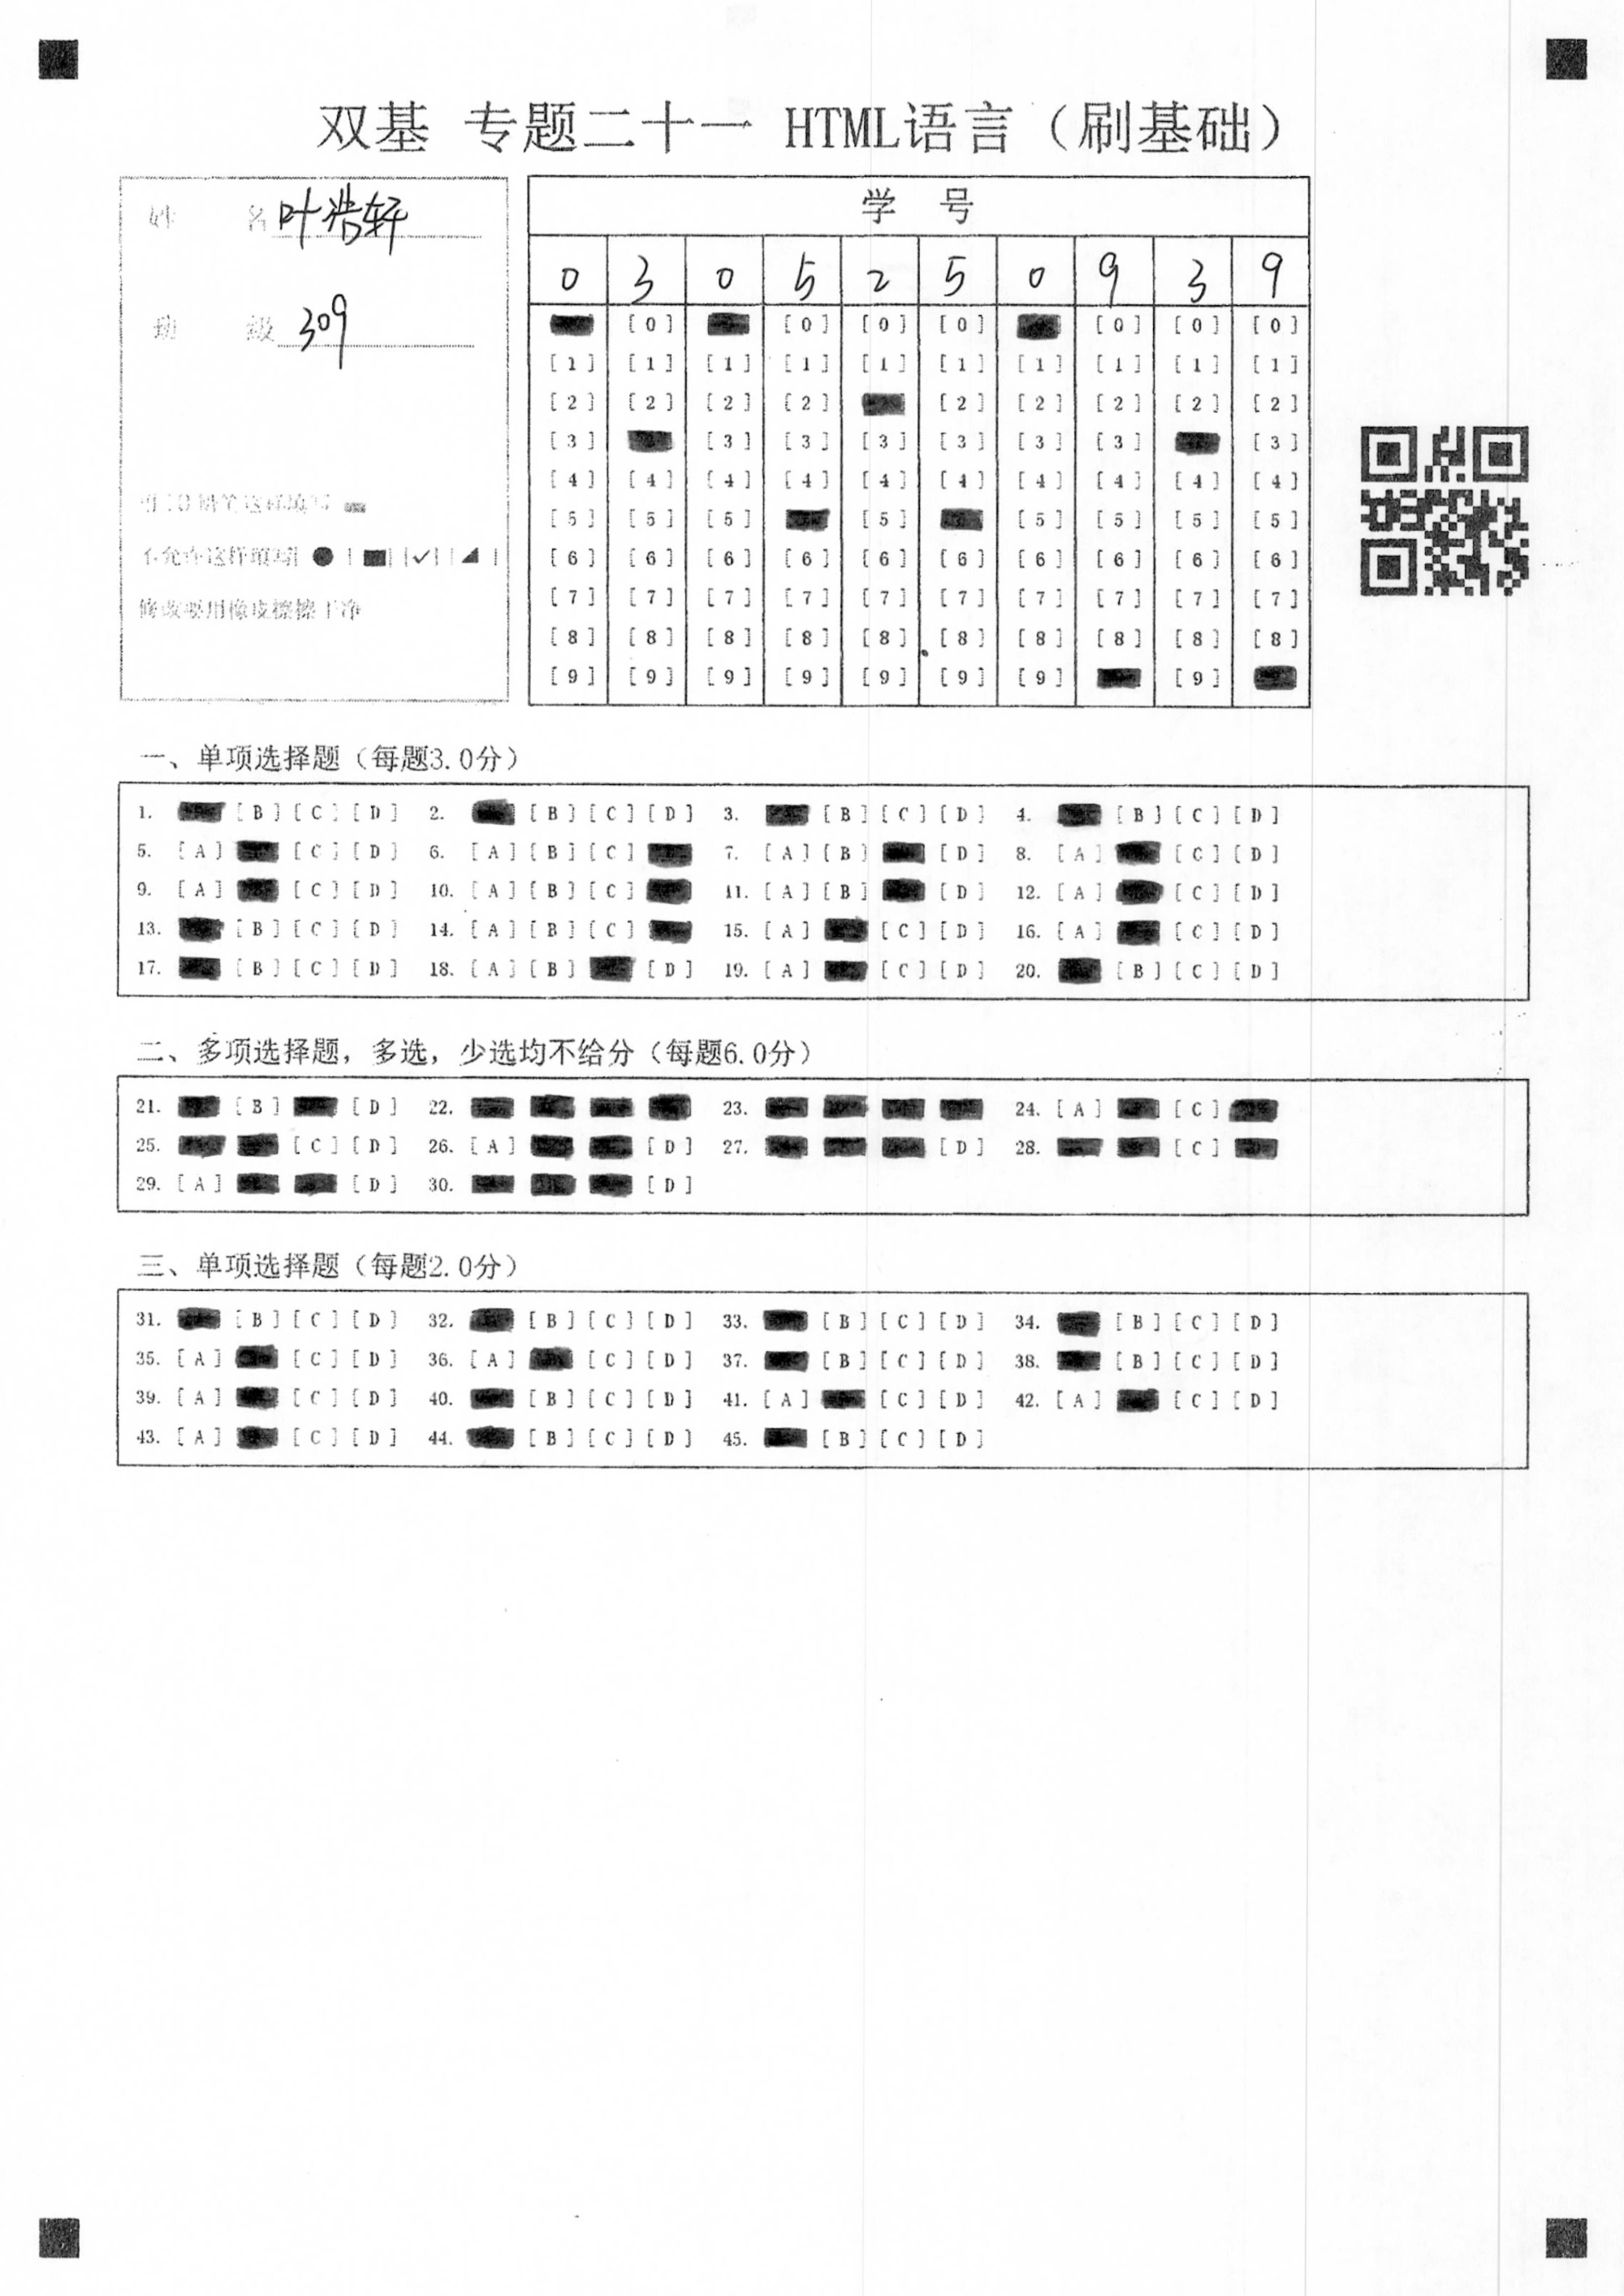 双基 专题二十一 HTML语言（刷基础）
姓 名 叶浩轩
班 级 309
不允许这样填写
修改要用橡皮擦擦干净
学 号
0 3 0 5 2 5 0 9 3 9
[0] [0] [0] [0] [0] [0] [0]
[1] [1] [1] [1] [1] [1] [1] [1] [1] [1]
[2] [2] [2] [2] [2] [2] [2] [2] [2]
[3] [3] [3] [3] [3] [3] [3] [3]
[4] [4] [4] [4] [4] [4] [4] [4] [4] [4]
[5] [5] [5] [5] [5] [5] [5] [5]
[6] [6] [6] [6] [6] [6] [6] [6] [6] [6]
[7] [7] [7] [7] [7] [7] [7] [7] [7] [7]
[8] [8] [8] [8] [8] [8] [8] [8] [8] [8]
[9] [9] [9] [9] [9] [9] [9] [9]
一、单项选择题（每题3.0分）
1. [B] [C] [D] 2. [B] [C] [D] 3. [B] [C] [D] 4. [B] [C] [D]
5. [A] [C] [D] 6. [A] [B] [C] 7. [A] [B] [D] 8. [A] [C] [D]
9. [A] [C] [D] 10. [A] [B] [C] 11. [A] [B] [D] 12. [A] [C] [D]
13. [B] [C] [D] 14. [A] [B] [C] 15. [A] [C] [D] 16. [A] [C] [D]
17. [B] [C] [D] 18. [A] [B] [D] 19. [A] [C] [D] 20. [B] [C] [D]
二、多项选择题，多选，少选均不给分（每题6.0分）
21. [B] [D] 22. 23. 24. [A] [C]
25. [C] [D] 26. [A] [D] 27. [D] 28. [C]
29. [A] [D] 30. [D]
三、单项选择题（每题2.0分）
31. [B] [C] [D] 32. [B] [C] [D] 33. [B] [C] [D] 34. [B] [C] [D]
35. [A] [C] [D] 36. [A] [C] [D] 37. [B] [C] [D] 38. [B] [C] [D]
39. [A] [C] [D] 40. [B] [C] [D] 41. [A] [C] [D] 42. [A] [C] [D]
43. [A] [C] [D] 44. [B] [C] [D] 45. [B] [C] [D]